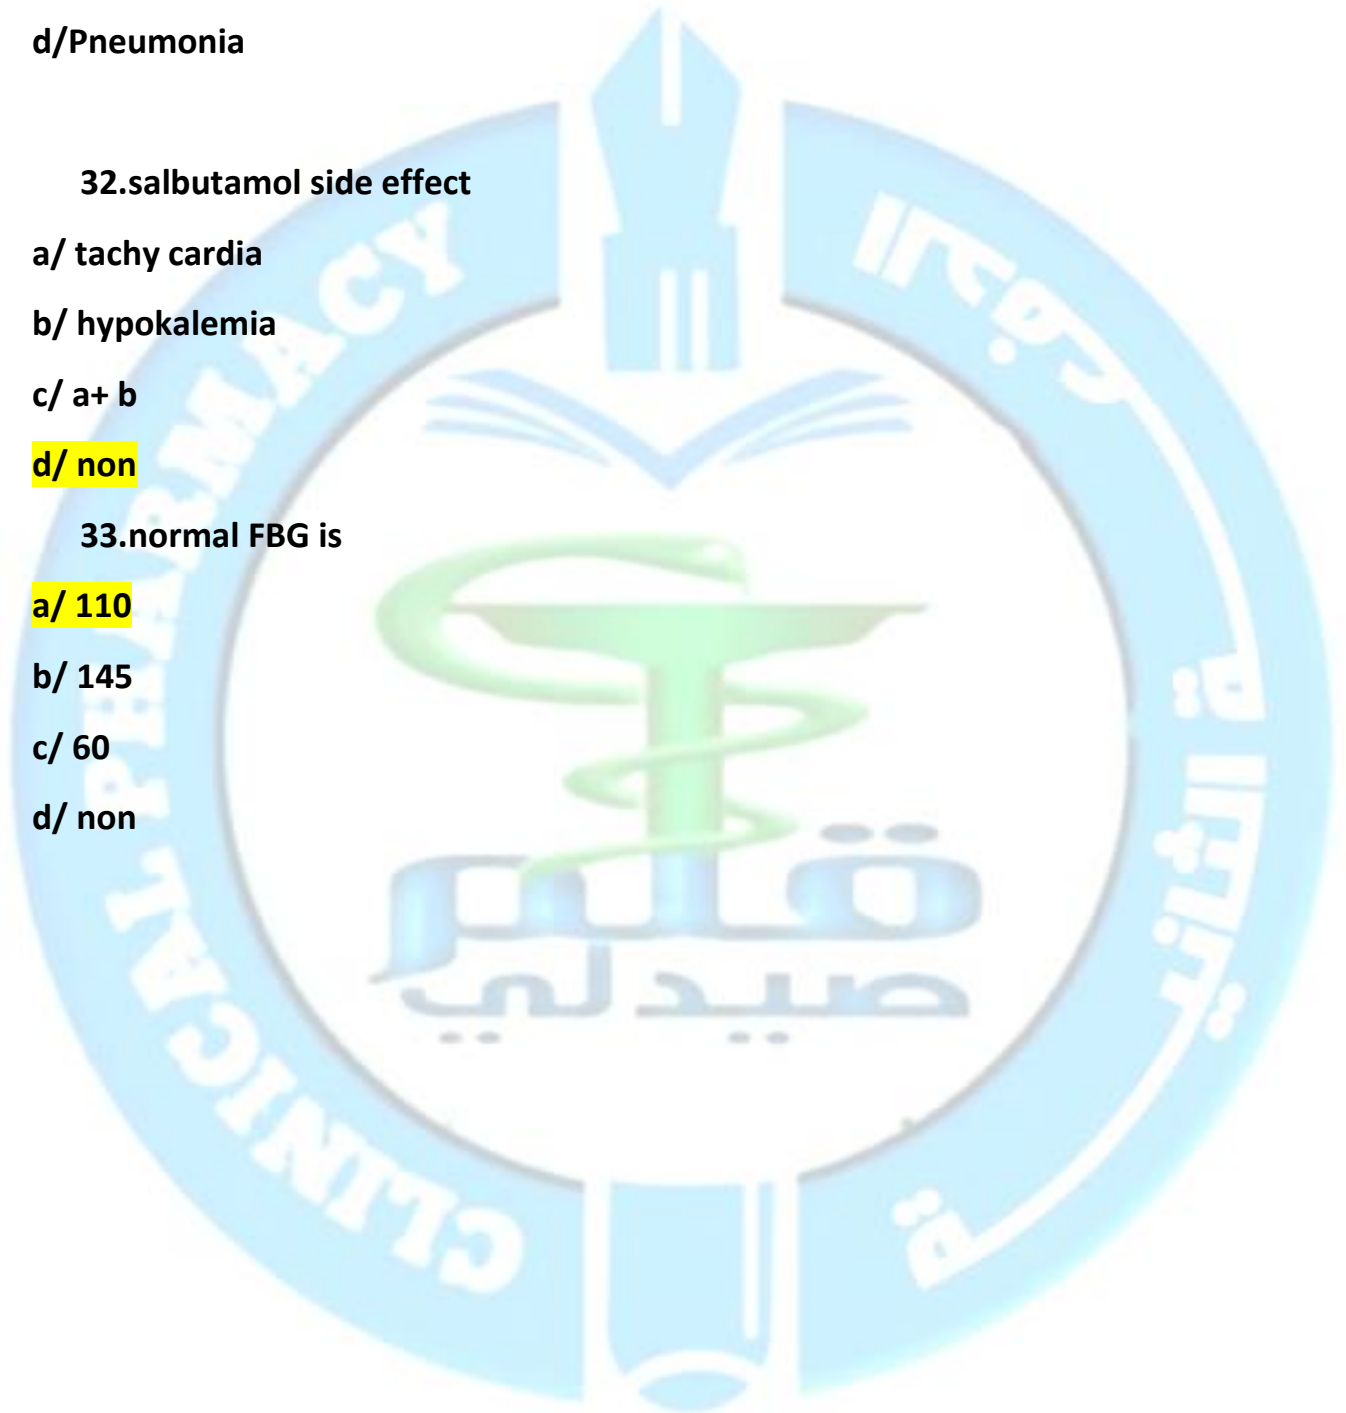 d/Pneumonia
32.salbutamol side effect
a/ tachy cardia
b/ hypokalemia
c/ a+ b
d/ non
33.normal FBG is
a/ 110
b/ 145
c/ 60
d/ non
CLINICAL PHARMACY
قلم
صيدلي